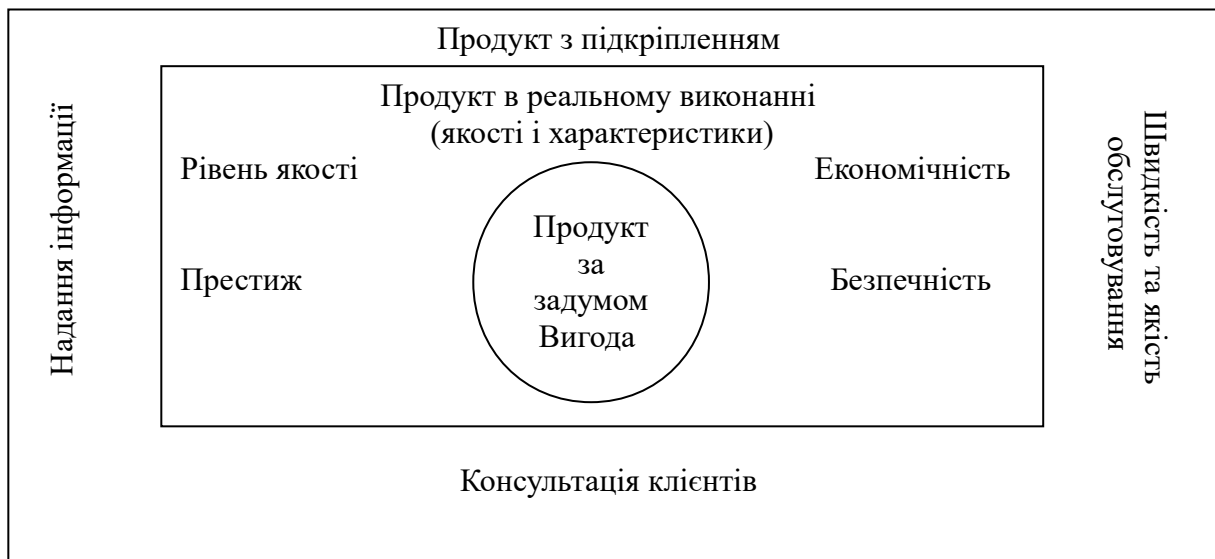 Продукт з підкріпленням
Надання інформації
Продукт в реальному виконанні
(якості і характеристики)
Рівень якості
Економічність
Престиж
Безпечність
Продукт
за
задумом
Вигода
Швидкість та якість
обслуговування
Консультація клієнтів